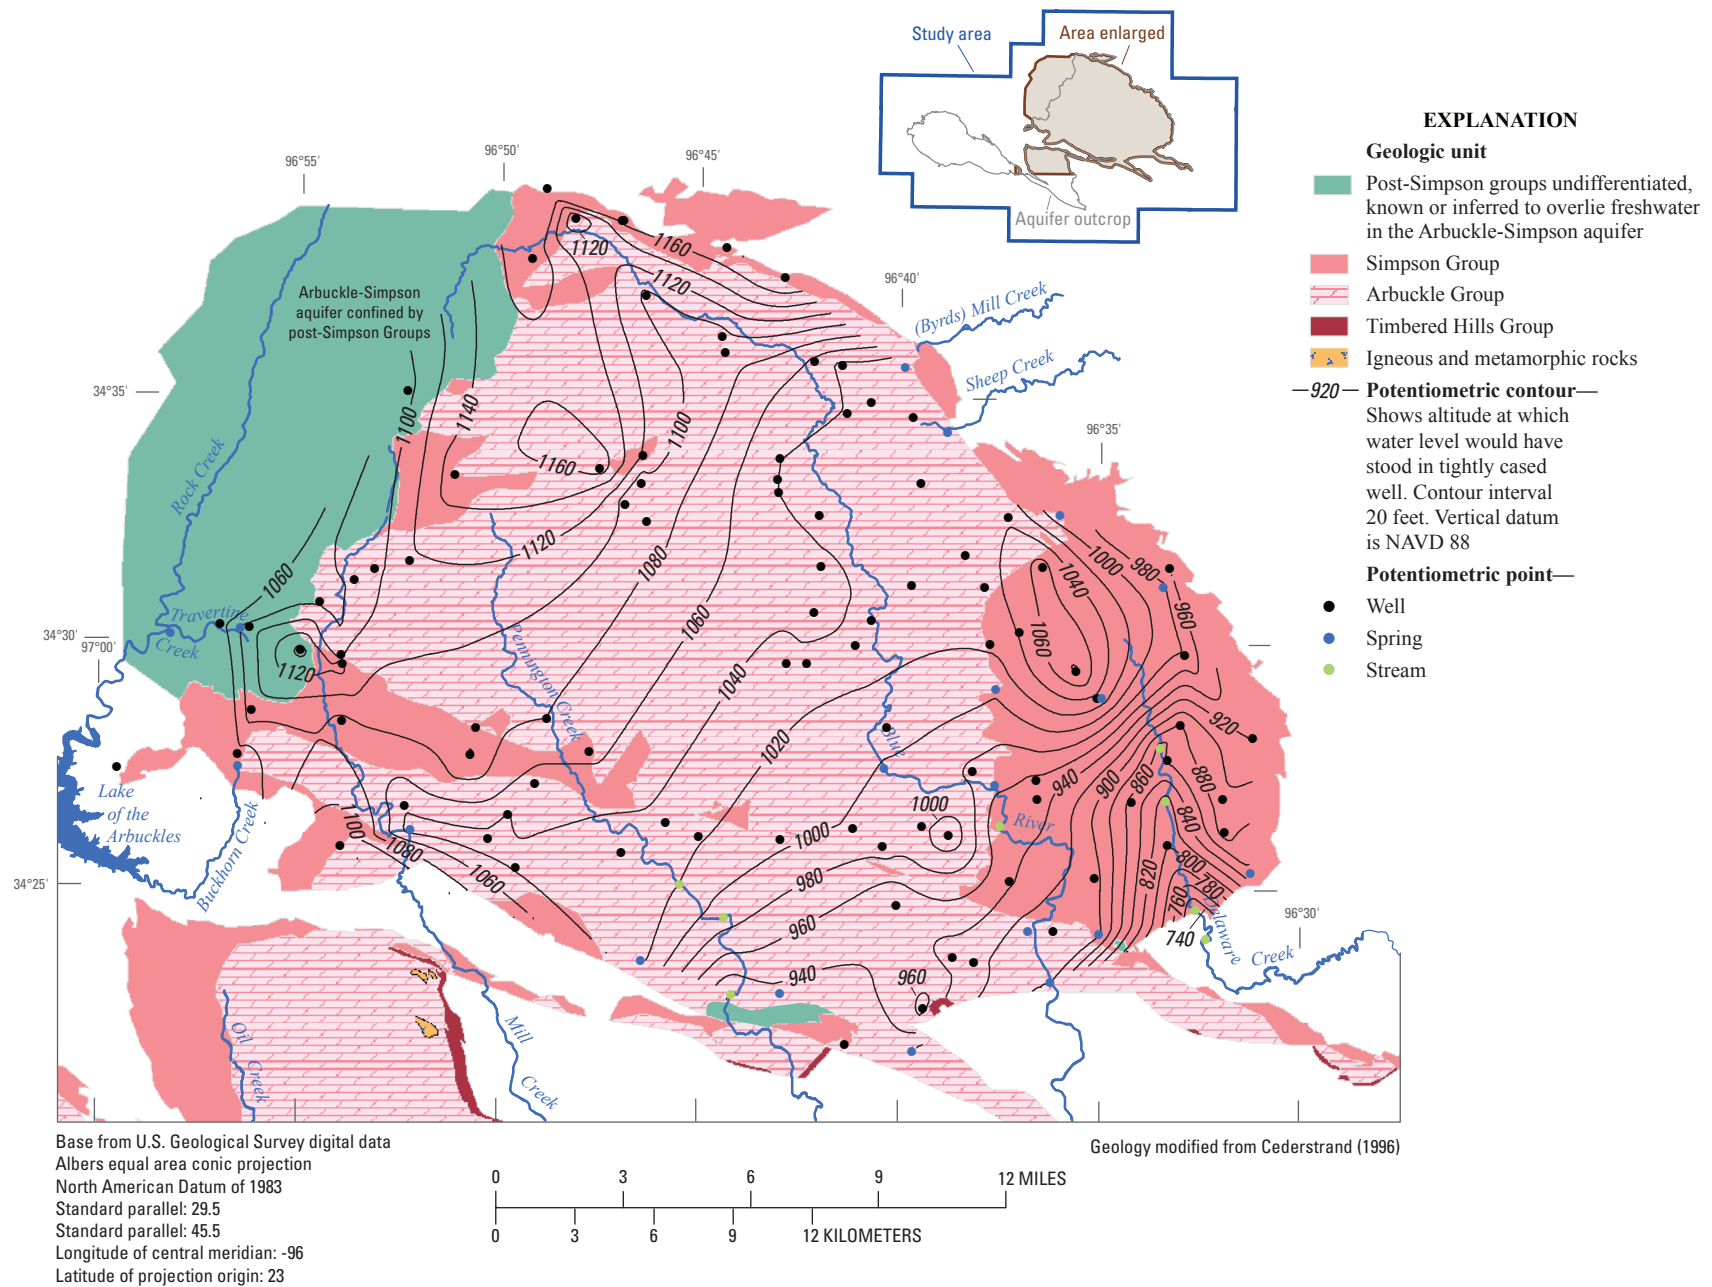 Study area
Area enlarged
Aquifer outcrop
EXPLANATION
Geologic unit
Post-Simpson groups undifferentiated,
known or inferred to overlie freshwater
in the Arbuckle-Simpson aquifer
Simpson Group
Arbuckle Group
Timbered Hills Group
Igneous and metamorphic rocks
920
Potentiometric contour—
Shows altitude at which
water level would have
stood in tightly cased
well. Contour interval
20 feet. Vertical datum
is NAVD 88
Potentiometric point—
Well
Spring
Stream
96°55'
96°50'
96°45'
96°40'
96°35'
96°30'
34°35'
34°30'
97°00'
34°25'
Arbuckle-Simpson
aquifer confined by
post-Simpson Groups
Rock Creek
Travertine
Creek
(Byrds) Mill Creek
Sheep Creek
Pennington Creek
Blue
River
Delaware
Creek
Lake
of the
Arbuckles
Buckhorn Creek
Oil
Creek
Mill
Creek
1120
1160
1120
1100
1140
1160
1100
1120
1080
1060
1060
1120
1040
1020
1000
1000
980
960
940
960
1100
1080
1060
1000
980
1040
960
1060
920
940
900
860
880
840
820
800
780
760
740
Base from U.S. Geological Survey digital data
Albers equal area conic projection
North American Datum of 1983
Standard parallel: 29.5
Standard parallel: 45.5
Longitude of central meridian: -96
Latitude of projection origin: 23
0 3 6 9 12 MILES
0 3 6 9 12 KILOMETERS
Geology modified from Cederstrand (1996)